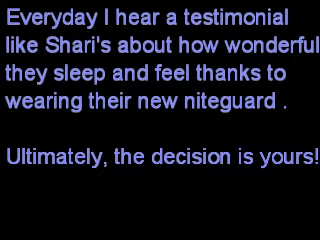 Everyday I hear a testimonial
like Shari's about how wonderful
they sleep and feel thanks to
wearing their new niteguard .
Ultimately, the decision is yours!